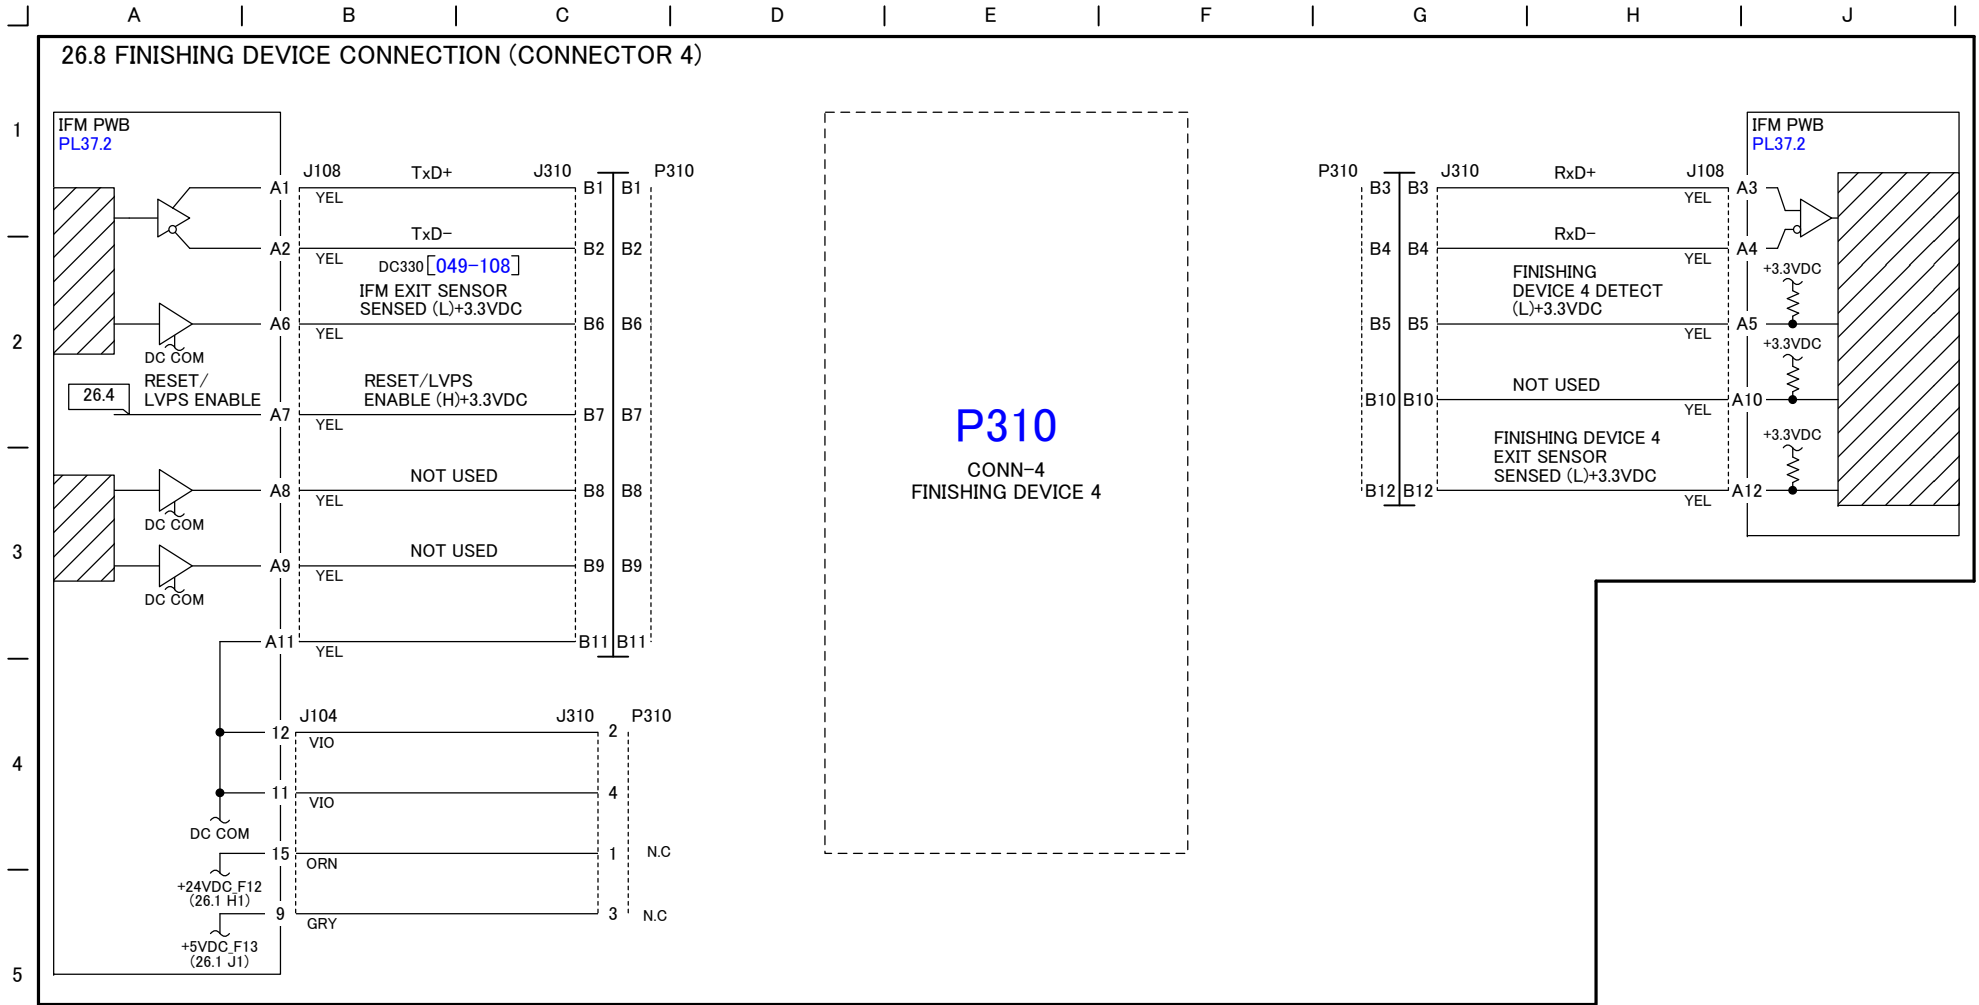 A B C D E F G H J
26.8 FINISHING DEVICE CONNECTION (CONNECTOR 4)
1
2
3
4
5
IFM PWB
PL37.2
J108
TxD+
J310
P310
A1
YEL
B1
B1
TxD-
A2
YEL
B2
B2
DC330 [049-108]
IFM EXIT SENSOR
SENSED (L)+3.3VDC
A6
YEL
B6
B6
DC COM
26.4
RESET/
LVPS ENABLE
RESET/LVPS
ENABLE (H)+3.3VDC
A7
YEL
B7
B7
NOT USED
A8
YEL
B8
B8
DC COM
NOT USED
A9
YEL
B9
B9
DC COM
A11
YEL
B11
B11
J104
J310
P310
12
VIO
2
11
VIO
4
DC COM
15
ORN
1
N.C
+24VDC_F12
(26.1 H1)
9
GRY
3
N.C
+5VDC_F13
(26.1 J1)
P310
CONN-4
FINISHING DEVICE 4
P310
J310
RxD+
J108
IFM PWB
PL37.2
B3
B3
YEL
A3
RxD-
B4
B4
YEL
A4
FINISHING
DEVICE 4 DETECT
(L)+3.3VDC
+3.3VDC
B5
B5
YEL
A5
+3.3VDC
NOT USED
B10
B10
YEL
A10
FINISHING DEVICE 4
EXIT SENSOR
SENSED (L)+3.3VDC
+3.3VDC
B12
B12
YEL
A12